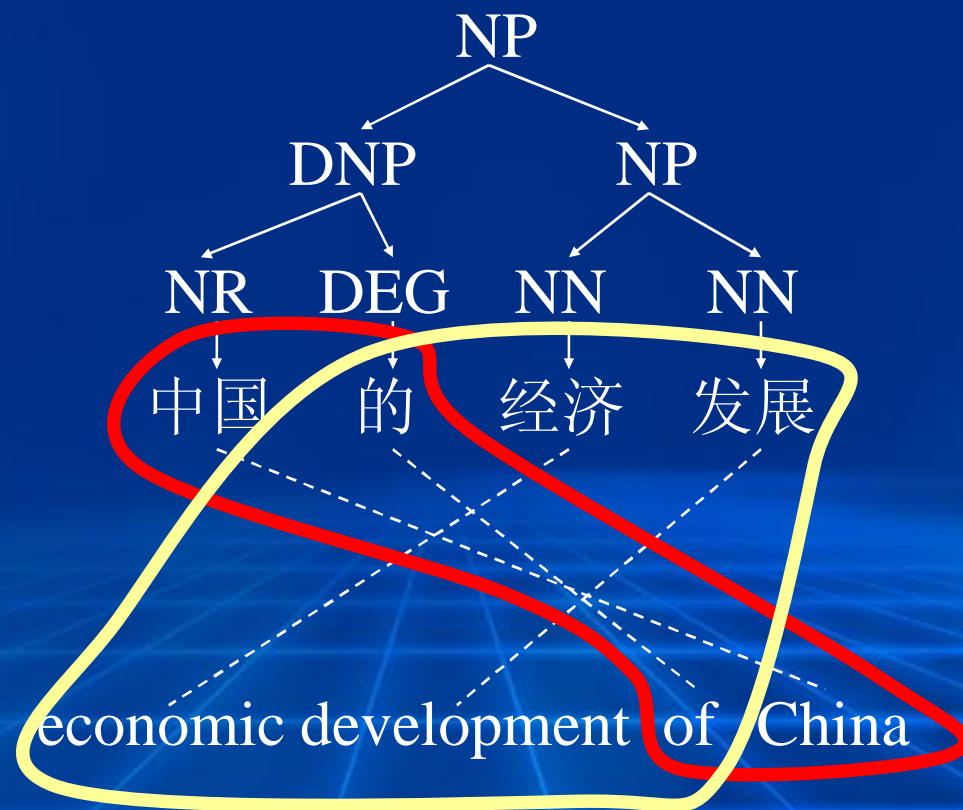 NP
DNP NP
NR DEG NN NN
中国 的 经济 发展
economic development of China